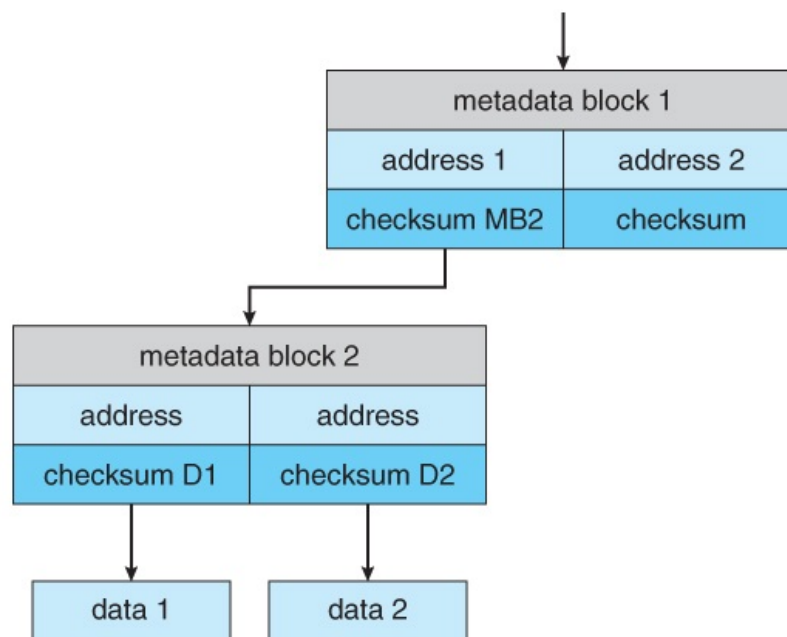 metadata block 1
address 1 address 2
checksum MB2 checksum
metadata block 2
address address
checksum D1 checksum D2
data 1 data 2